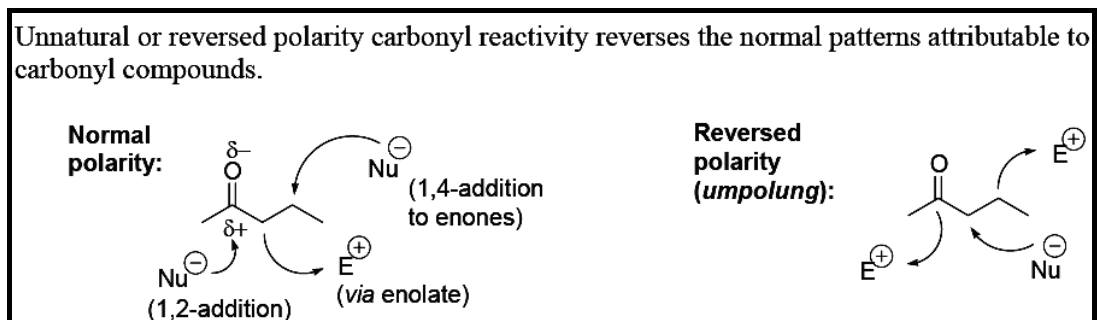 Unnatural or reversed polarity carbonyl reactivity reverses the normal patterns attributable to
carbonyl compounds.
Normal
polarity:
δ–
O
δ+
Nu⊖
(1,4-addition
to enones)
Nu⊖
(1,2-addition)
E⊕
(via enolate)
Reversed
polarity
(umpolung):
O
E⊕
E⊕
Nu⊖